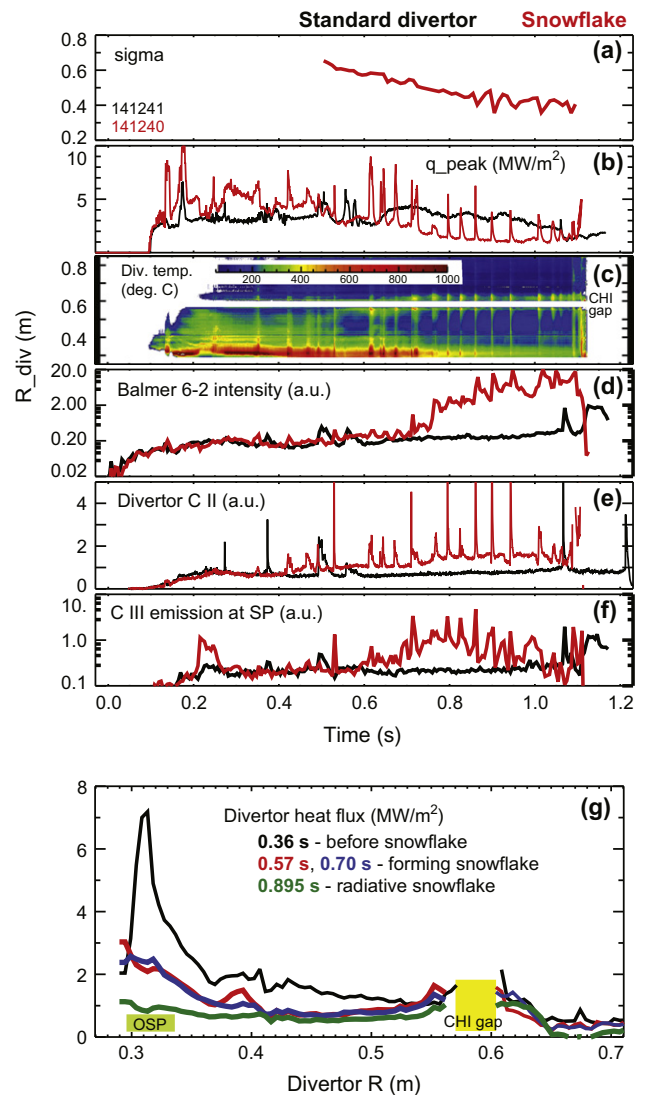 Standard divertor Snowflake
sigma (a)
141241
141240
0.8
0.6
0.4
0.2
q_peak (MW/m²) (b)
10
5
Div. temp. (deg. C) (c)
200 400 600 800 1000
CHI gap
0.8
0.6
0.4
R_div (m)
Balmer 6-2 intensity (a.u.) (d)
20.0
2.00
0.20
0.02
Divertor C II (a.u.) (e)
4
2
0
C III emission at SP (a.u.) (f)
10.
1.0
0.1
0.0 0.2 0.4 0.6 0.8 1.0 1.2
Time (s)
(g)
Divertor heat flux (MW/m²)
0.36 s - before snowflake
0.57 s, 0.70 s - forming snowflake
0.895 s - radiative snowflake
8
6
4
2
0
OSP
CHI gap
0.3 0.4 0.5 0.6 0.7
Divertor R (m)